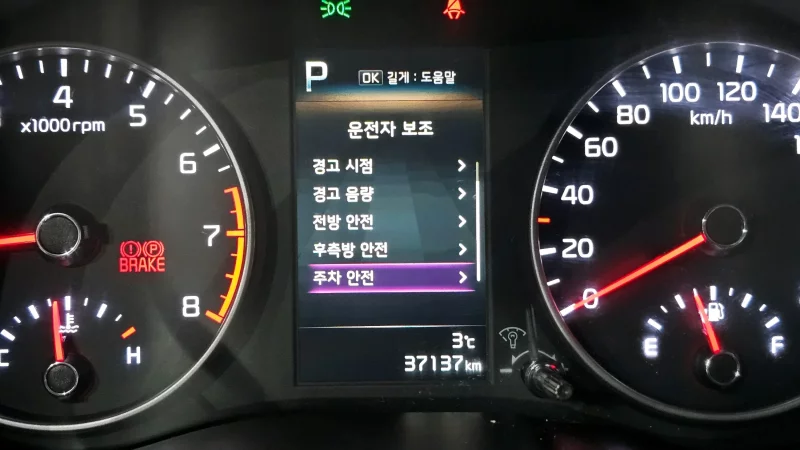 P OK 길게 : 도움말
운전자 보조
경고 시점
경고 음량
전방 안전
후측방 안전
주차 안전
3℃
37137km
4 5 6 7 8
x1000rpm
BRAKE
C H
0 20 40 60 80 100 120 140
km/h
E F